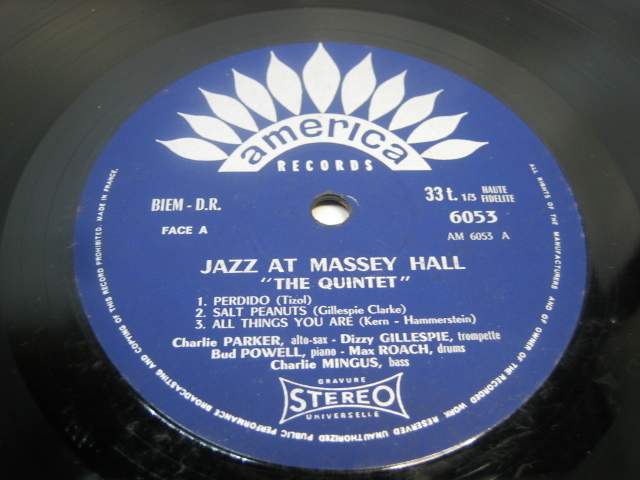 america
RECORDS
BIEM - D.R.
33 t. 1/3 HAUTE FIDELITE
FACE A
6053
AM 6053 A
JAZZ AT MASSEY HALL
"THE QUINTET"
1. PERDIDO (Tizol)
2. SALT PEANUTS (Gillespie Clarke)
3. ALL THINGS YOU ARE (Kern - Hammerstein)
Charlie PARKER, alto-sax - Dizzy GILLESPIE, trompette
Bud POWELL, piano - Max ROACH, drums
Charlie MINGUS, bass
GRAVURE
STEREO
UNIVERSELLE
ALL RIGHTS OF THE MANUFACTURERS AND OF OWNER OF THE RECORDED WORK RESERVED UNAUTHORIZED PUBLIC PERFORMANCE BROADCASTING AND COPYING OF THIS RECORD PROHIBITED. MADE IN FRANCE.